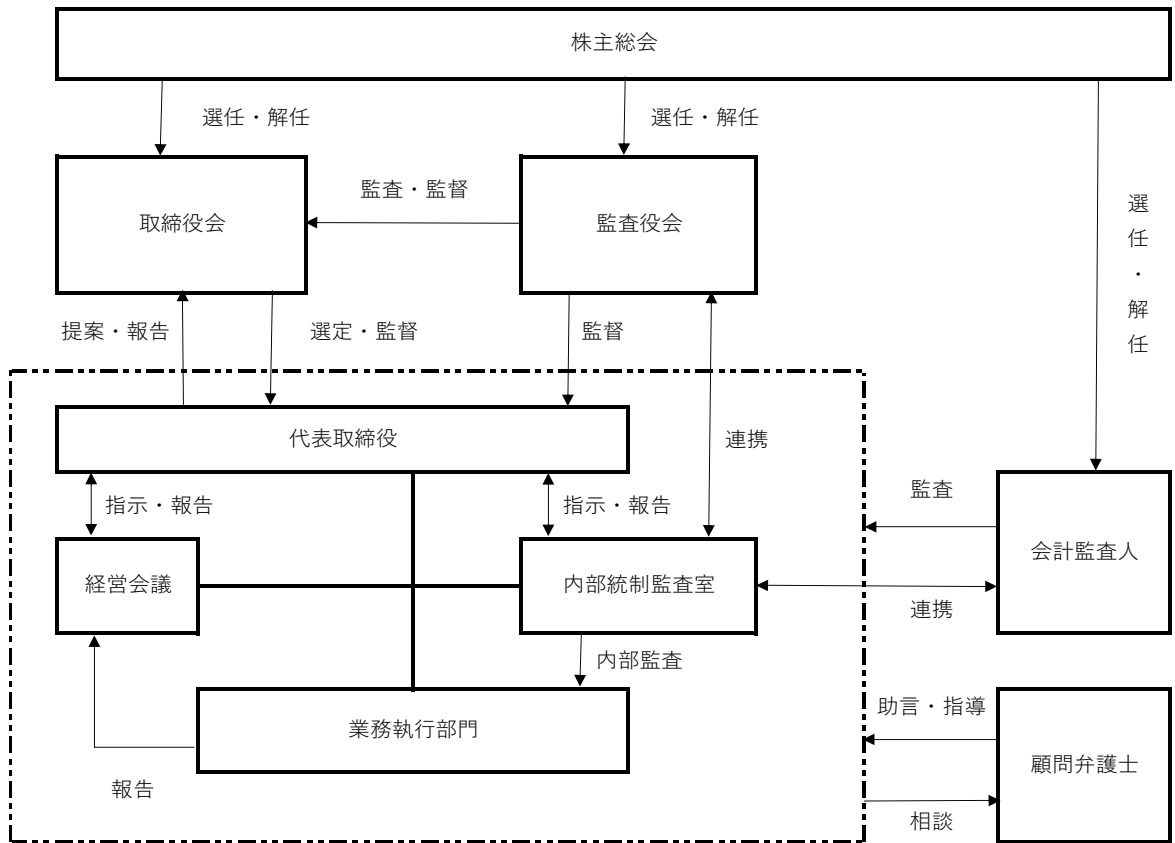 株主総会
選任・解任
選任・解任
選任・解任
取締役会
監査・監督
監査役会
提案・報告
選定・監督
監督
代表取締役
連携
指示・報告
指示・報告
監査
経営会議
内部統制監査室
会計監査人
連携
内部監査
業務執行部門
助言・指導
顧問弁護士
報告
相談